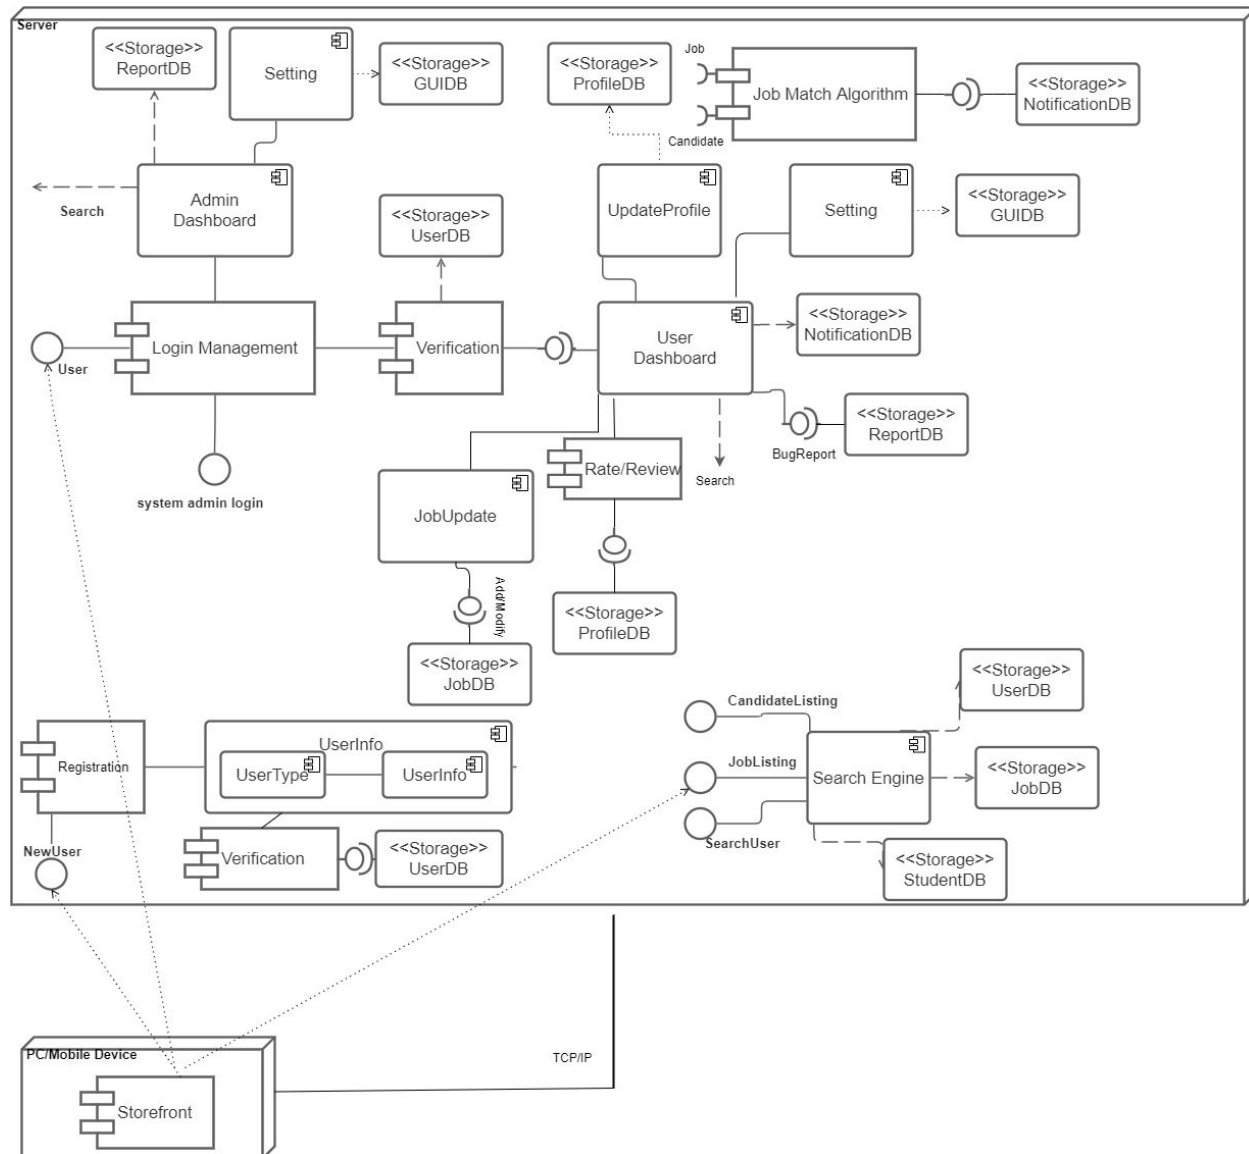 Server
<<Storage>>
ReportDB
Setting
<<Storage>>
GUIDB
<<Storage>>
ProfileDB
Job
Candidate
Job Match Algorithm
<<Storage>>
NotificationDB
Admin
Dashboard
Search
<<Storage>>
UserDB
UpdateProfile
Setting
<<Storage>>
GUIDB
User
Login Management
Verification
User
Dashboard
<<Storage>>
NotificationDB
system admin login
BugReport
<<Storage>>
ReportDB
Search
Rate/Review
JobUpdate
Add/Modify
<<Storage>>
JobDB
<<Storage>>
ProfileDB
Registration
NewUser
UserInfo
UserType
UserInfo
Verification
<<Storage>>
UserDB
CandidateListing
JobListing
SearchUser
Search Engine
<<Storage>>
UserDB
<<Storage>>
JobDB
<<Storage>>
StudentDB
TCP/IP
PC/Mobile Device
Storefront